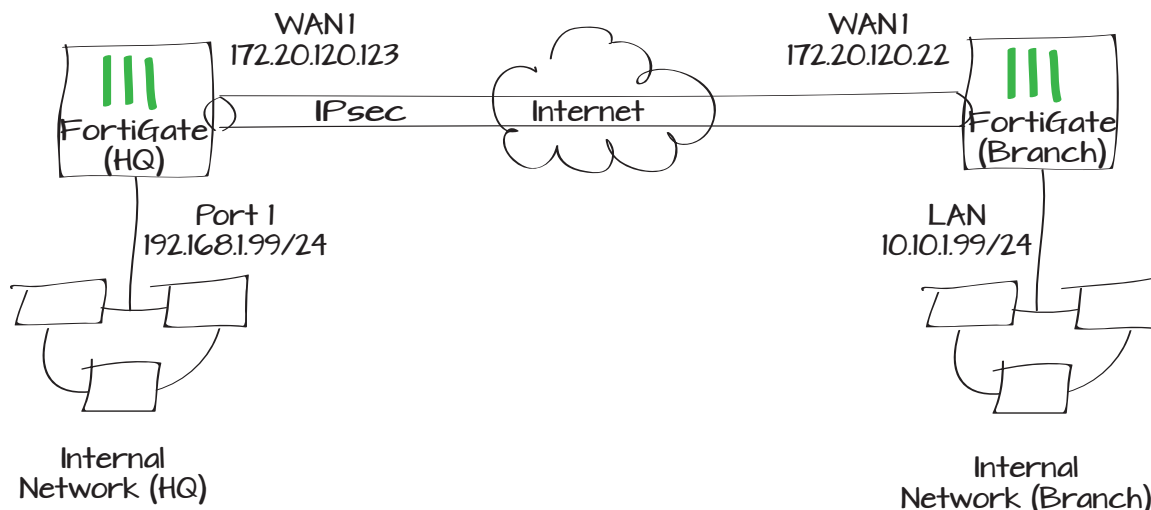 WAN1
172.20.120.123
WAN1
172.20.120.22
FortiGate
(HQ)
IPsec
Internet
FortiGate
(Branch)
Port 1
192.168.1.99/24
LAN
10.10.1.99/24
Internal
Network (HQ)
Internal
Network (Branch)